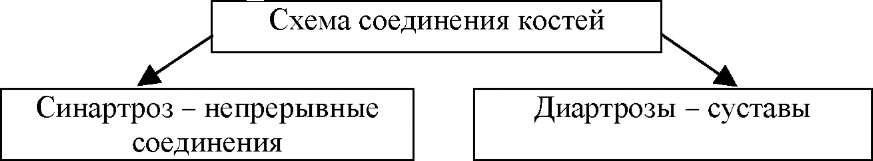 Схема соединения костей
Синартроз – непрерывные
соединения
Диартрозы – суставы